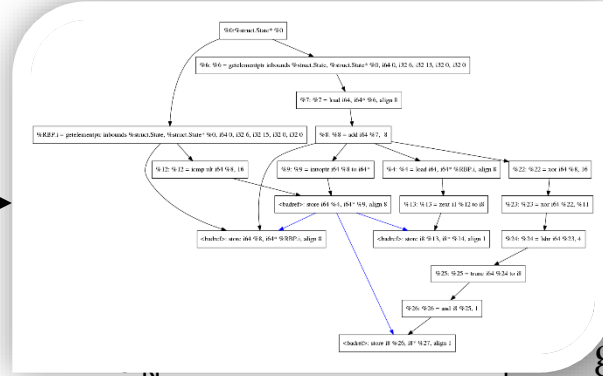 %0:%struct.State* %0
%6: %6 = getelementptr inbounds %struct.State, %struct.State* %0, i64 0, i32 6, i32 13, i32 0, i32 0
%7: %7 = load i64, i64* %6, align 8
%RBP.i = getelementptr inbounds %struct.State, %struct.State* %0, i64 0, i32 6, i32 15, i32 0, i32 0
%8: %8 = add i64 %7, 8
%12: %12 = icmp ult i64 %8, 16
%9: %9 = inttoptr i64 %8 to i64*
%4: %4 = load i64, i64* %RBP.i, align 8
%22: %22 = xor i64 %8, 16
<badref>: store i64 %4, i64* %9, align 8
%13: %13 = zext i1 %12 to i8
%23: %23 = xor i64 %22, %11
<badref>: store i64 %8, i64* %RBP.i, align 8
<badref>: store i8 %13, i8* %14, align 1
%24: %24 = lshr i64 %23, 4
%25: %25 = trunc i64 %24 to i8
%26: %26 = and i8 %25, 1
<badref>: store i8 %26, i8* %27, align 1